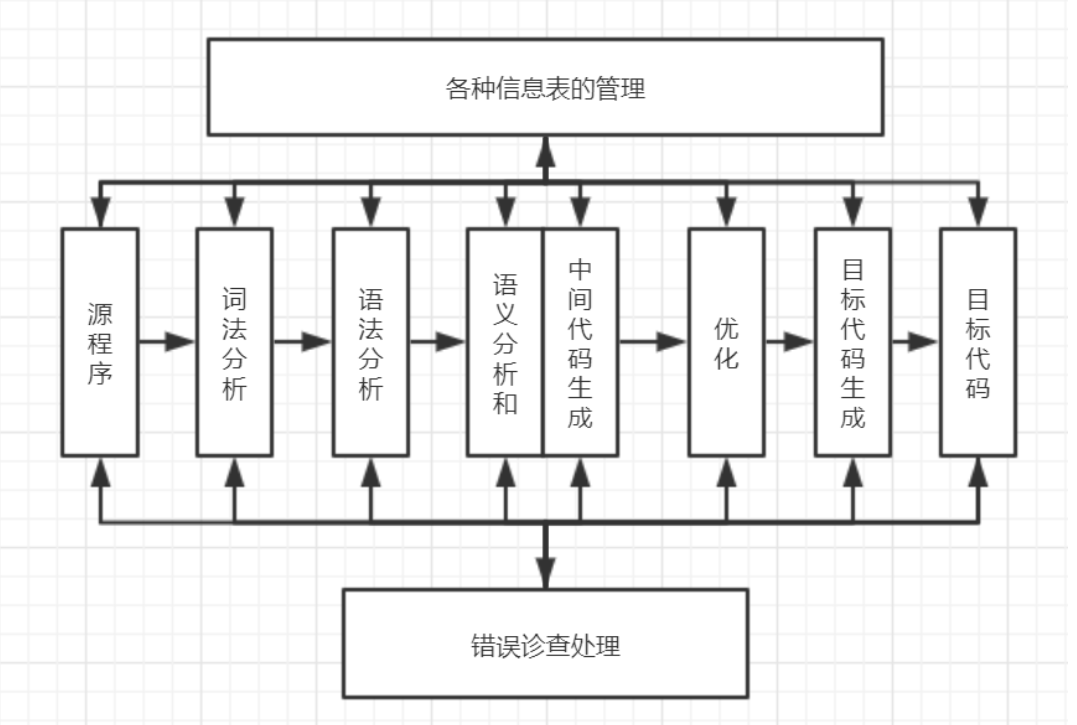 各种信息表的管理
源程序
词法分析
语法分析
语义分析和
中间代码生成
优化
目标代码生成
目标代码
错误诊查处理